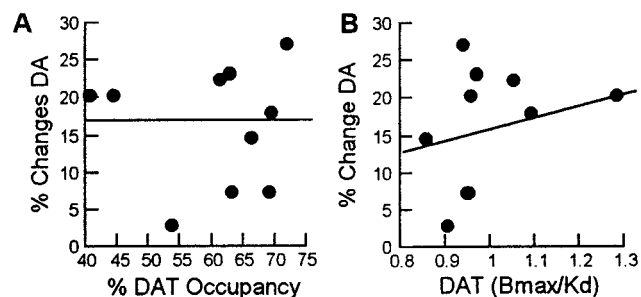 A
% Changes DA
30
25
20
15
10
5
0
40 45 50 55 60 65 70 75
% DAT Occupancy
B
% Change DA
30
25
20
15
10
5
0
0.8 0.9 1 1.1 1.2 1.3
DAT (Bmax/Kd)